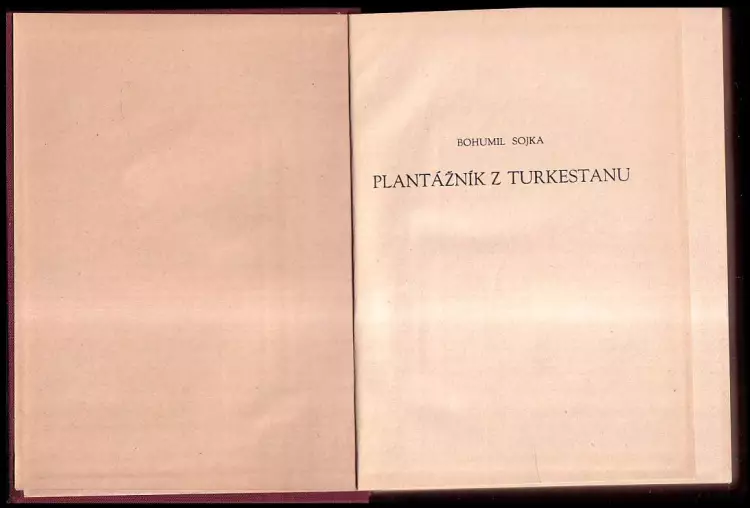 BOHUMIL SOJKA
PLANTÁŽNÍK Z TURKESTANU